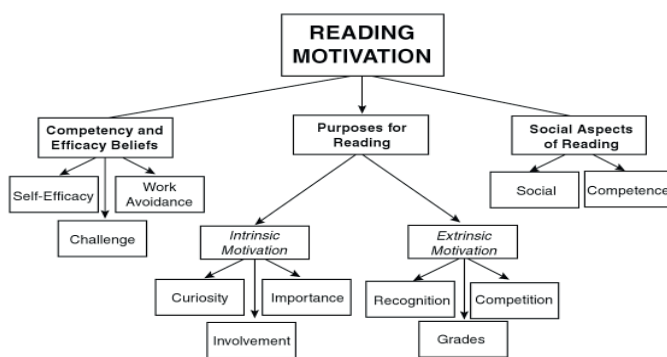 READING
MOTIVATION
Competency and
Efficacy Beliefs
Purposes for
Reading
Social Aspects
of Reading
Self-Efficacy
Work
Avoidance
Challenge
Social
Competence
Intrinsic
Motivation
Extrinsic
Motivation
Curiosity
Importance
Involvement
Recognition
Competition
Grades